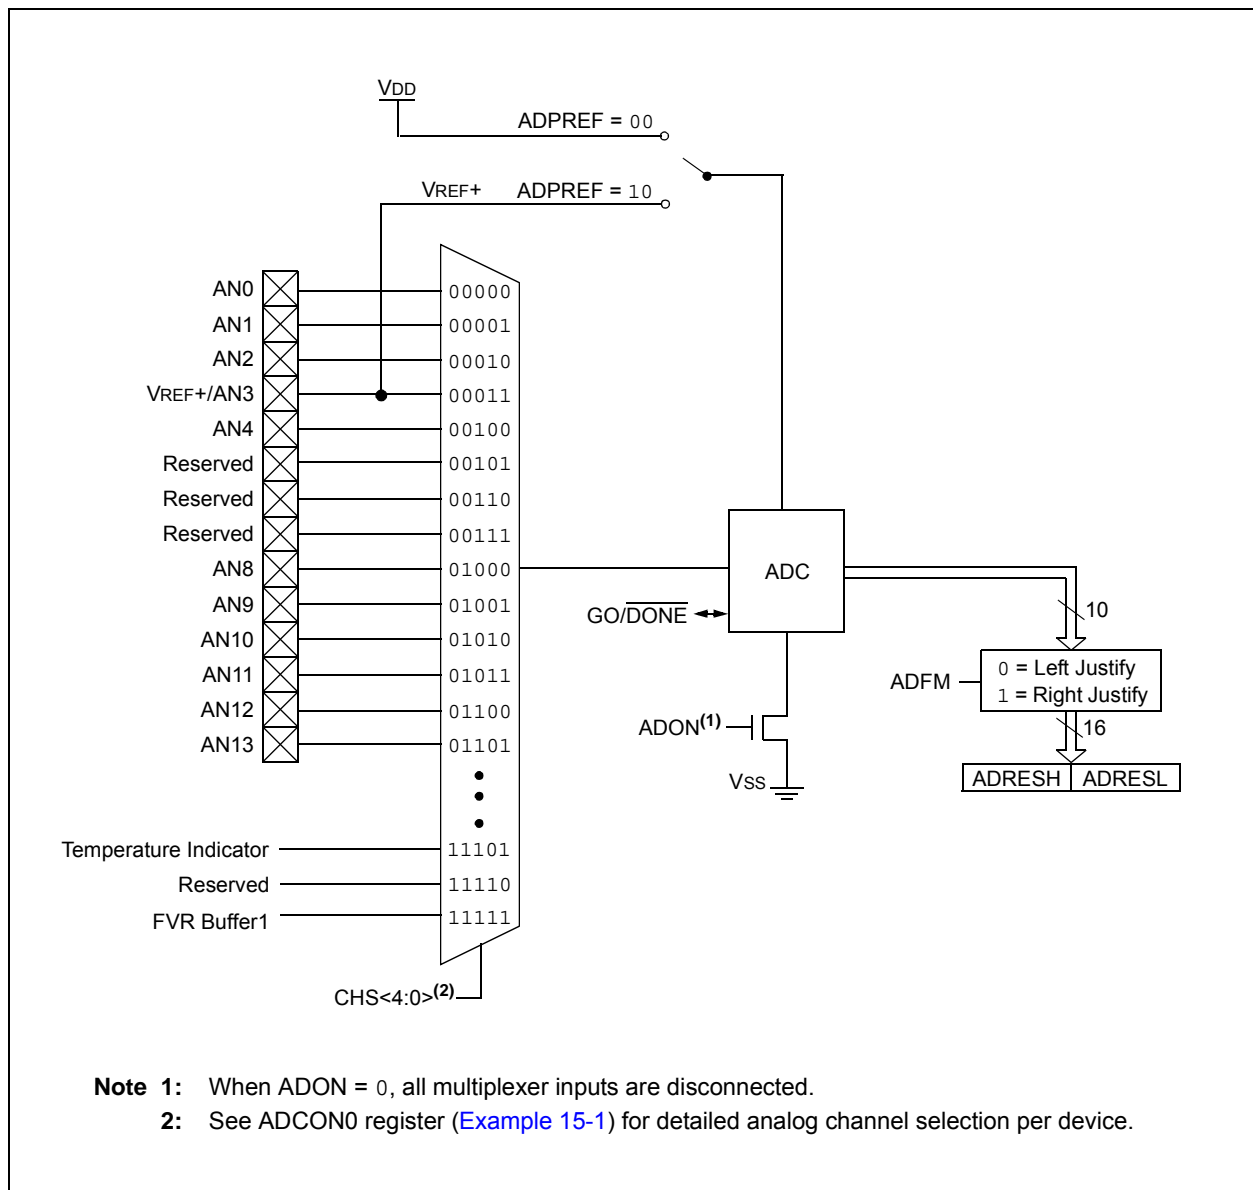 VDD
ADPREF = 00
VREF+ ADPREF = 10
AN0 00000
AN1 00001
AN2 00010
VREF+/AN3 00011
AN4 00100
Reserved 00101
Reserved 00110
Reserved 00111
AN8 01000
ADC
AN9 01001
GO/DONE
10
AN10 01010
AN11 01011
ADFM
0 = Left Justify
1 = Right Justify
AN12 01100
ADON(1)
16
AN13 01101
VSS
ADRESH ADRESL
Temperature Indicator 11101
Reserved 11110
FVR Buffer1 11111
CHS<4:0>(2)
Note 1: When ADON = 0, all multiplexer inputs are disconnected.
2: See ADCON0 register (Example 15-1) for detailed analog channel selection per device.